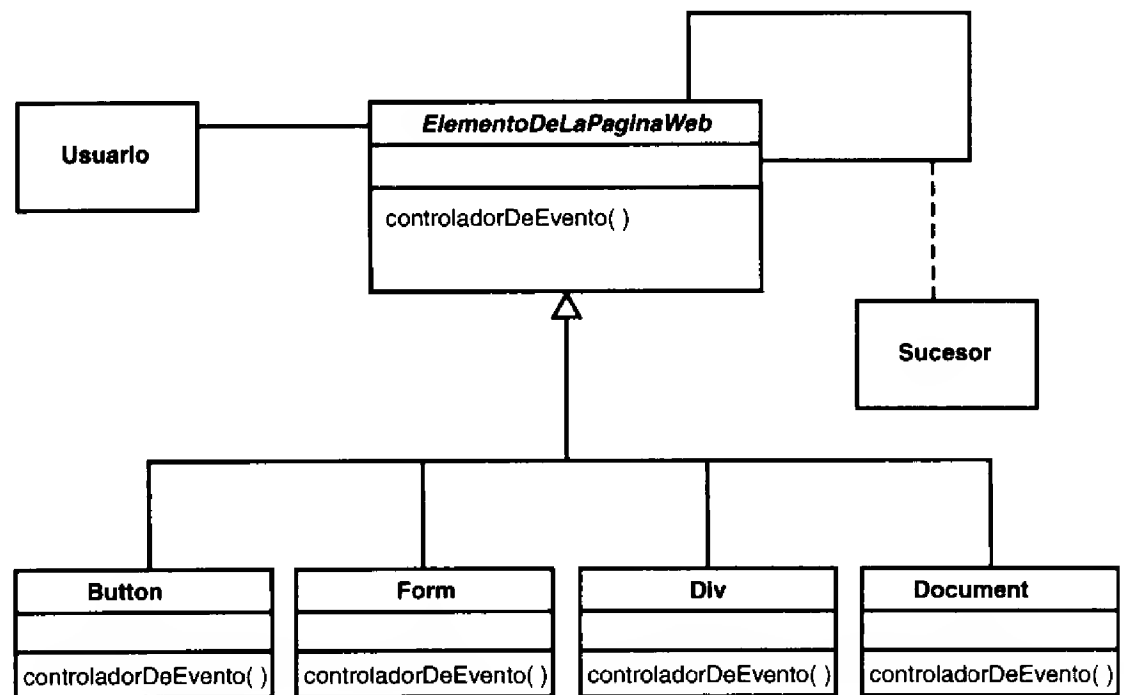 ElementoDeLaPaginaWeb
Usuario
controladorDeEvento( )
Sucesor
Button
Form
Div
Document
controladorDeEvento( )
controladorDeEvento( )
controladorDeEvento( )
controladorDeEvento( )